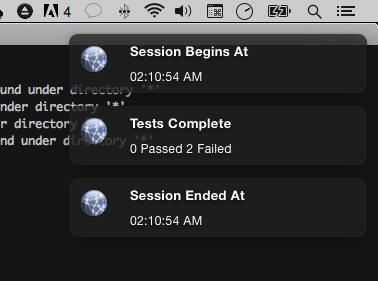 4
Session Begins At
02:10:54 AM
und under directory '*'
nder directory '*'
r directory
Tests Complete
nd under directory '*'
0 Passed 2 Failed
Session Ended At
02:10:54 AM